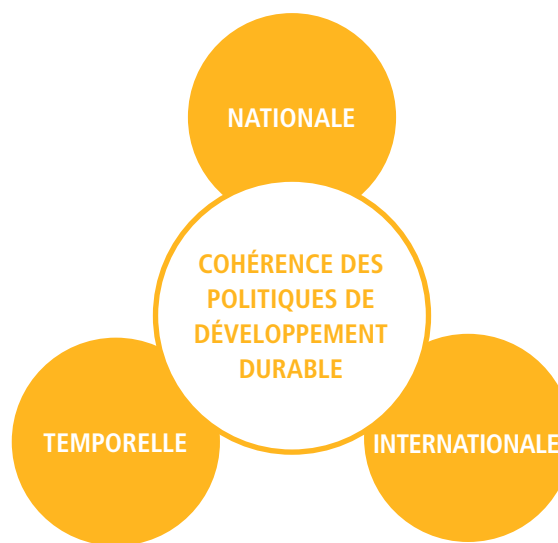 NATIONALE
COHÉRENCE DES
POLITIQUES DE
DÉVELOPPEMENT
DURABLE
TEMPORELLE
INTERNATIONALE